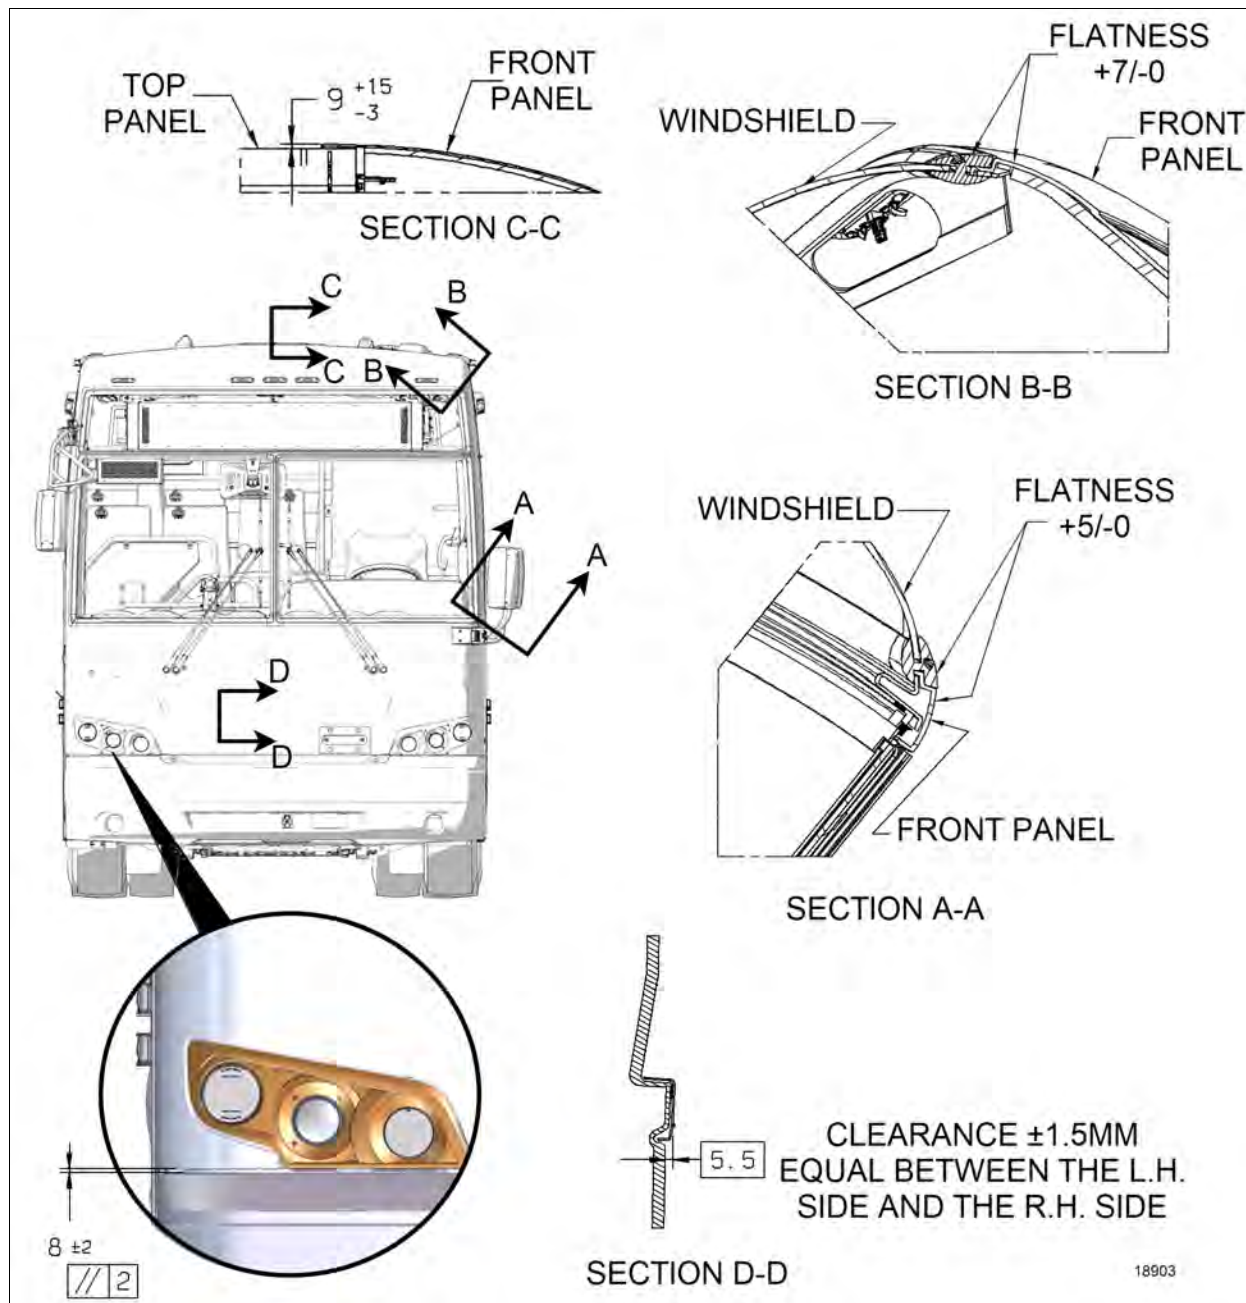 TOP
PANEL
9 +15
-3
FRONT
PANEL
SECTION C-C
FLATNESS
+7/-0
WINDSHIELD
FRONT
PANEL
SECTION B-B
C
C
B
B
A
A
D
D
WINDSHIELD
FLATNESS
+5/-0
FRONT PANEL
SECTION A-A
8 ±2
// 2
5.5
CLEARANCE ±1.5MM
EQUAL BETWEEN THE L.H.
SIDE AND THE R.H. SIDE
SECTION D-D
18903